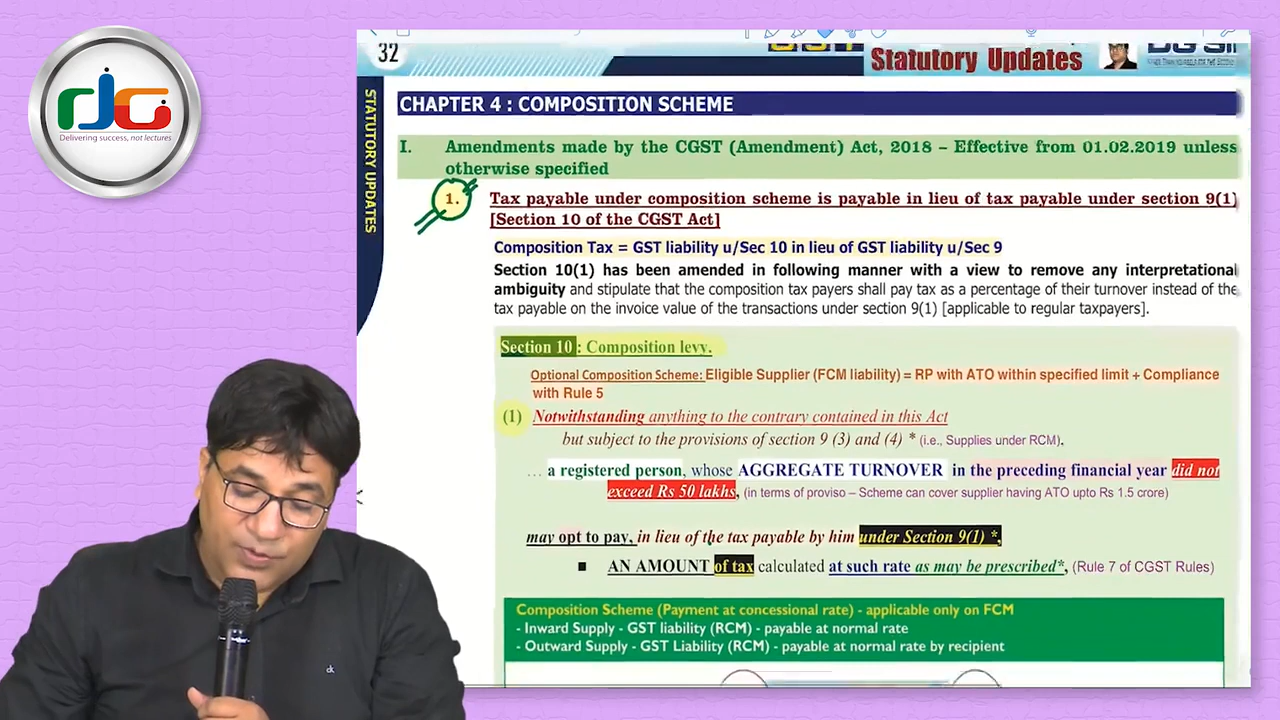 Delivering success, not lectures
32
Statutory Updates
STATUTORY UPDATES
CHAPTER 4 : COMPOSITION SCHEME
I. Amendments made by the CGST (Amendment) Act, 2018 – Effective from 01.02.2019 unless
otherwise specified
1. Tax payable under composition scheme is payable in lieu of tax payable under section 9(1)
[Section 10 of the CGST Act]
Composition Tax = GST liability u/Sec 10 in lieu of GST liability u/Sec 9
Section 10(1) has been amended in following manner with a view to remove any interpretational
ambiguity and stipulate that the composition tax payers shall pay tax as a percentage of their turnover instead of the
tax payable on the invoice value of the transactions under section 9(1) [applicable to regular taxpayers].
Section 10 : Composition levy.
Optional Composition Scheme: Eligible Supplier (FCM liability) = RP with ATO within specified limit + Compliance
with Rule 5
(1) Notwithstanding anything to the contrary contained in this Act
but subject to the provisions of section 9 (3) and (4) * (i.e., Supplies under RCM).
... a registered person, whose AGGREGATE TURNOVER in the preceding financial year did not
exceed Rs 50 lakhs, (in terms of proviso – Scheme can cover supplier having ATO upto Rs 1.5 crore)
may opt to pay, in lieu of the tax payable by him under Section 9(1) *,
■ AN AMOUNT of tax calculated at such rate as may be prescribed*, (Rule 7 of CGST Rules)
Composition Scheme (Payment at concessional rate) - applicable only on FCM
- Inward Supply - GST liability (RCM) - payable at normal rate
- Outward Supply - GST Liability (RCM) - payable at normal rate by recipient
dk